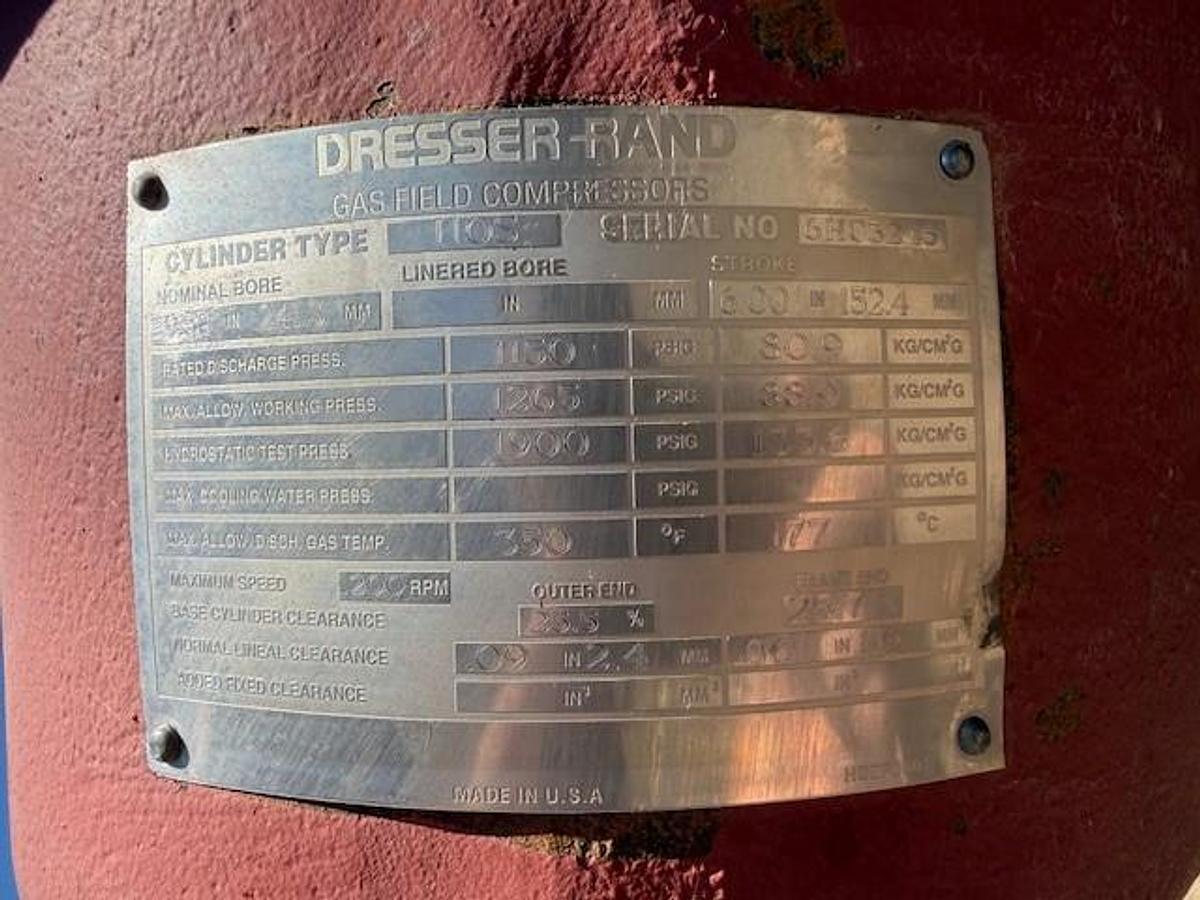 DRESSER-RAND
GAS FIELD COMPRESSORS
CYLINDER TYPE 11OS SERIAL NO
NOMINAL BORE LINERED BORE STROKE
IN MM IN MM 6.00 IN 152.4 MM
RATED DISCHARGE PRESS. 1150 PSIG 80.9 KG/CM²G
MAX. ALLOW. WORKING PRESS. 1265 PSIG KG/CM²G
HYDROSTATIC TEST PRESS. 1900 PSIG KG/CM²G
MAX. COOLING WATER PRESS. PSIG KG/CM²G
MAX. ALLOW. DISCH. GAS TEMP. 350 °F 177 °C
MAXIMUM SPEED RPM OUTER END FRAME END
BASE CYLINDER CLEARANCE %
NORMAL LINEAL CLEARANCE .09 IN MM IN MM
ADDED FIXED CLEARANCE IN³ MM³ IN³
MADE IN U.S.A